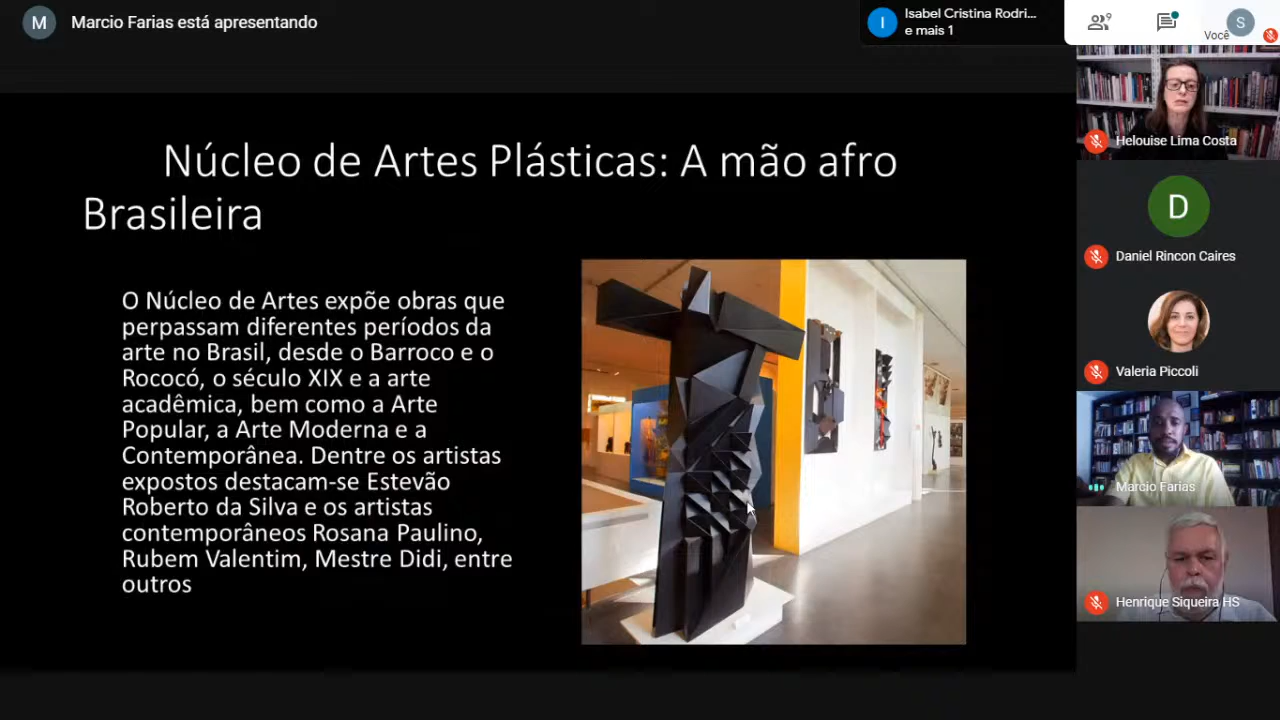 M
Marcio Farias está apresentando
I
Isabel Cristina Rodri...
e mais 1
9
Você
S
Núcleo de Artes Plásticas: A mão afro
Brasileira
O Núcleo de Artes expõe obras que
perpassam diferentes períodos da
arte no Brasil, desde o Barroco e o
Rococó, o século XIX e a arte
acadêmica, bem como a Arte
Popular, a Arte Moderna e a
Contemporânea. Dentre os artistas
expostos destacam-se Estevão
Roberto da Silva e os artistas
contemporâneos Rosana Paulino,
Rubem Valentim, Mestre Didi, entre
outros
Helouise Lima Costa
D
Daniel Rincon Caires
Valeria Piccoli
Marcio Farias
Henrique Siqueira HS